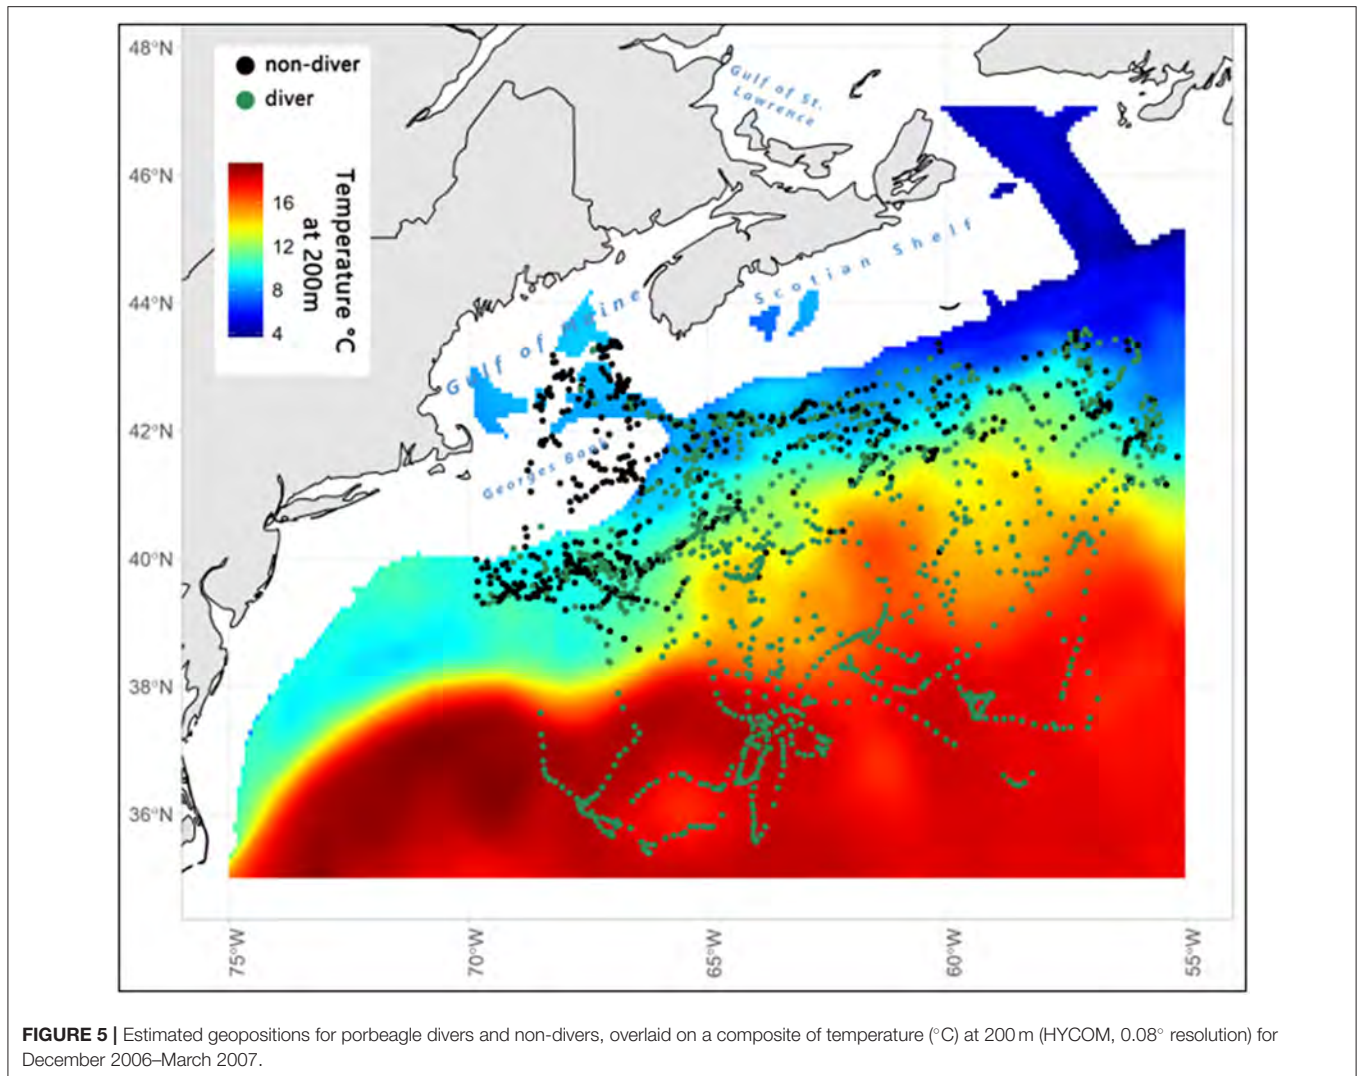 48°N
46°N
44°N
42°N
40°N
38°N
36°N
non-diver
diver
Temperature °C
at 200m
16
12
8
4
Gulf of St.
Lawrence
Scotian Shelf
Gulf of Maine
Georges Bank
75°W
70°W
65°W
60°W
55°W
FIGURE 5 | Estimated geopositions for porbeagle divers and non-divers, overlaid on a composite of temperature (°C) at 200 m (HYCOM, 0.08° resolution) for
December 2006–March 2007.